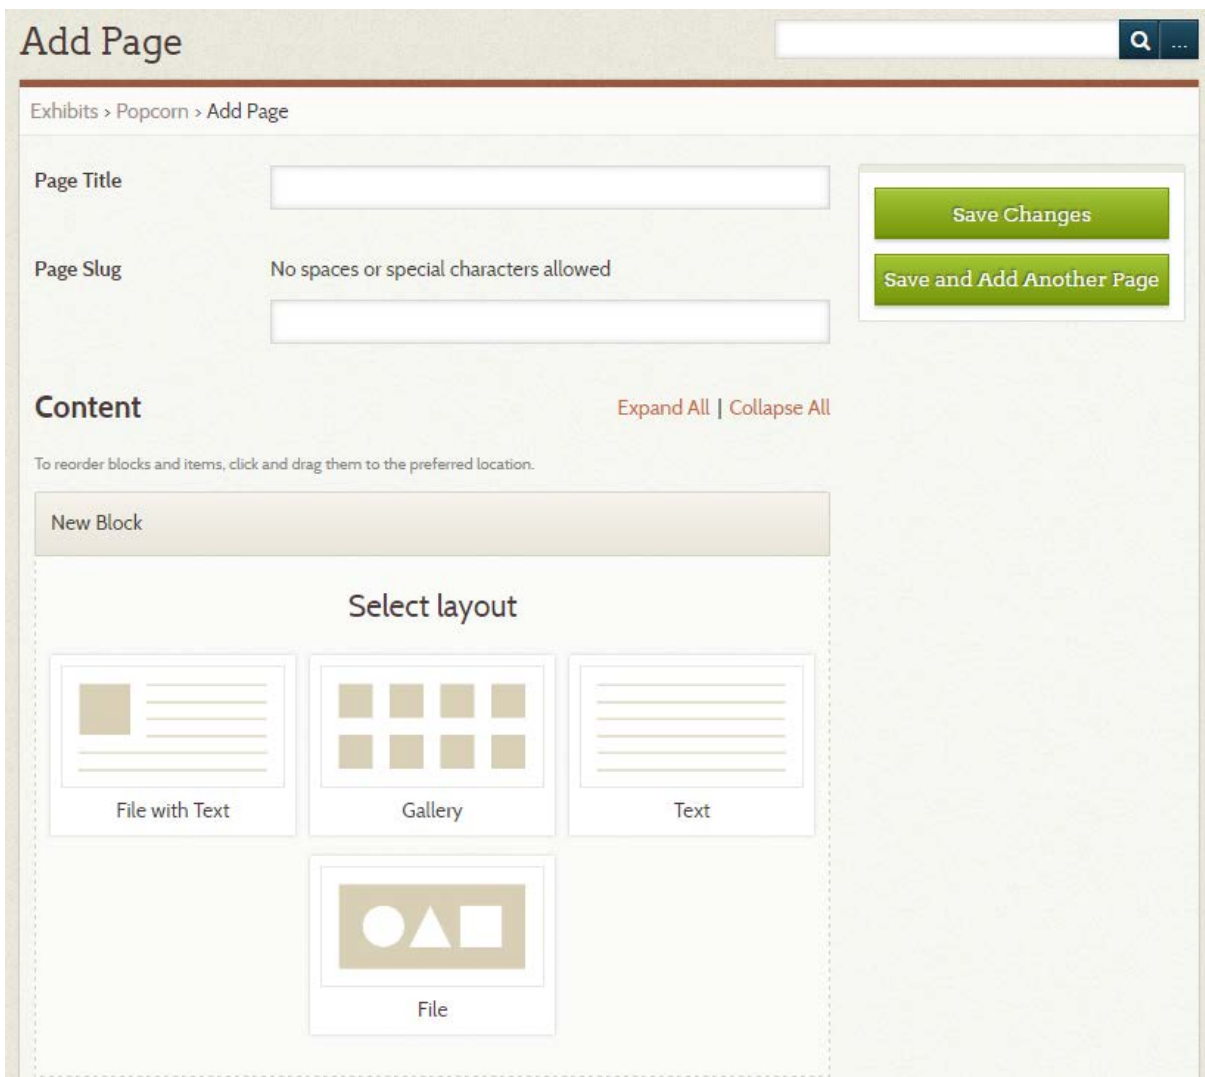 Add Page
...
Exhibits › Popcorn › Add Page
Page Title
Save Changes
Page Slug
No spaces or special characters allowed
Save and Add Another Page
Content
Expand All | Collapse All
To reorder blocks and items, click and drag them to the preferred location.
New Block
Select layout
File with Text
Gallery
Text
File